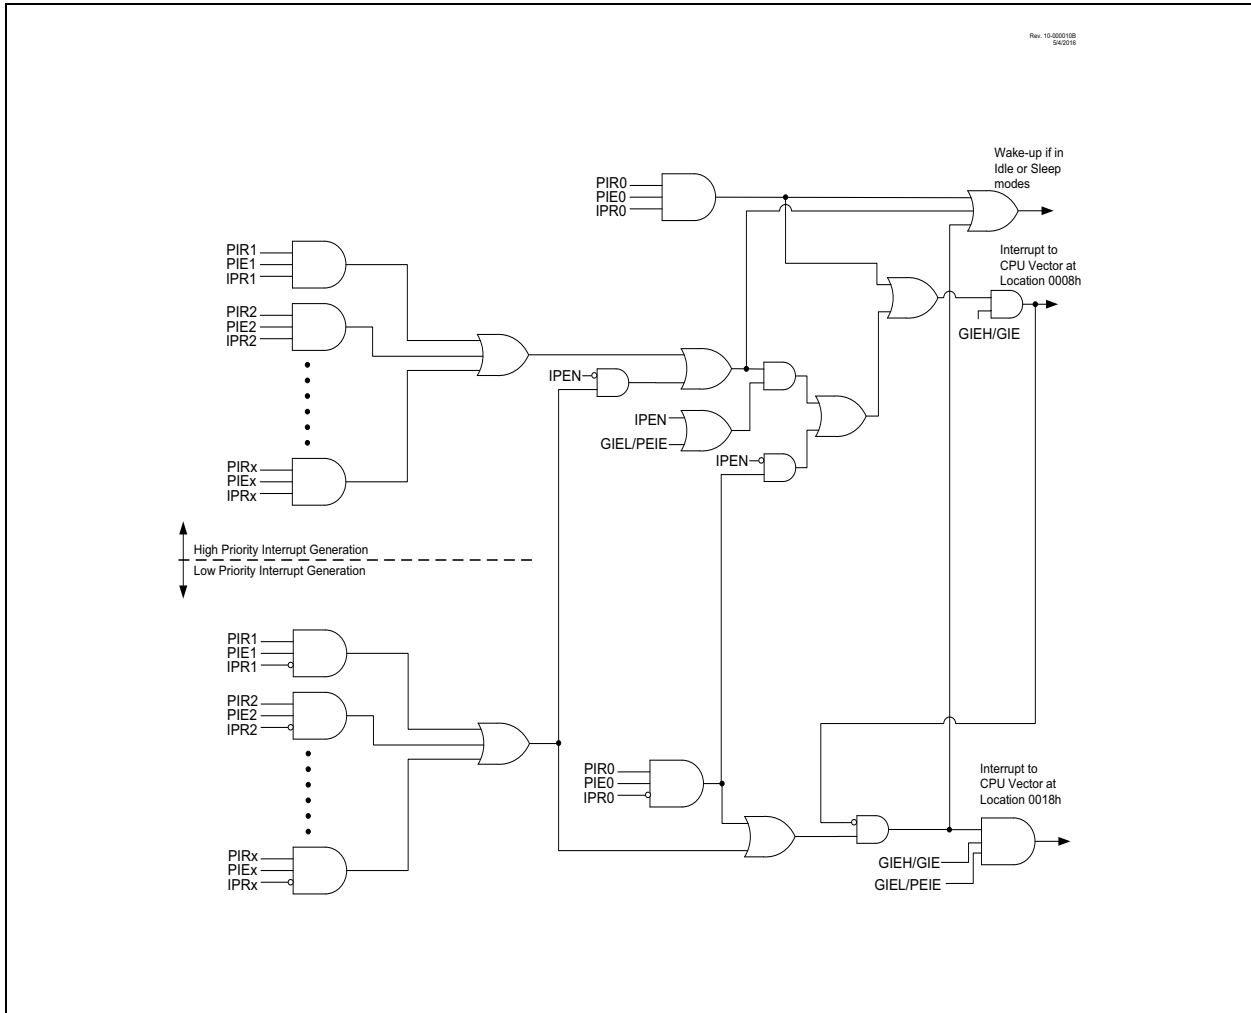 Rev. 10-000010B
5/4/2016
Wake-up if in
Idle or Sleep
modes
PIR0
PIE0
IPR0
PIR1
PIE1
IPR1
Interrupt to
CPU Vector at
Location 0008h
PIR2
PIE2
IPR2
GIEH/GIE
IPEN
IPEN
GIEL/PEIE
IPEN
PIRx
PIEx
IPRx
High Priority Interrupt Generation
Low Priority Interrupt Generation
PIR1
PIE1
IPR1
PIR2
PIE2
IPR2
PIR0
PIE0
IPR0
Interrupt to
CPU Vector at
Location 0018h
PIRx
PIEx
IPRx
GIEH/GIE
GIEL/PEIE